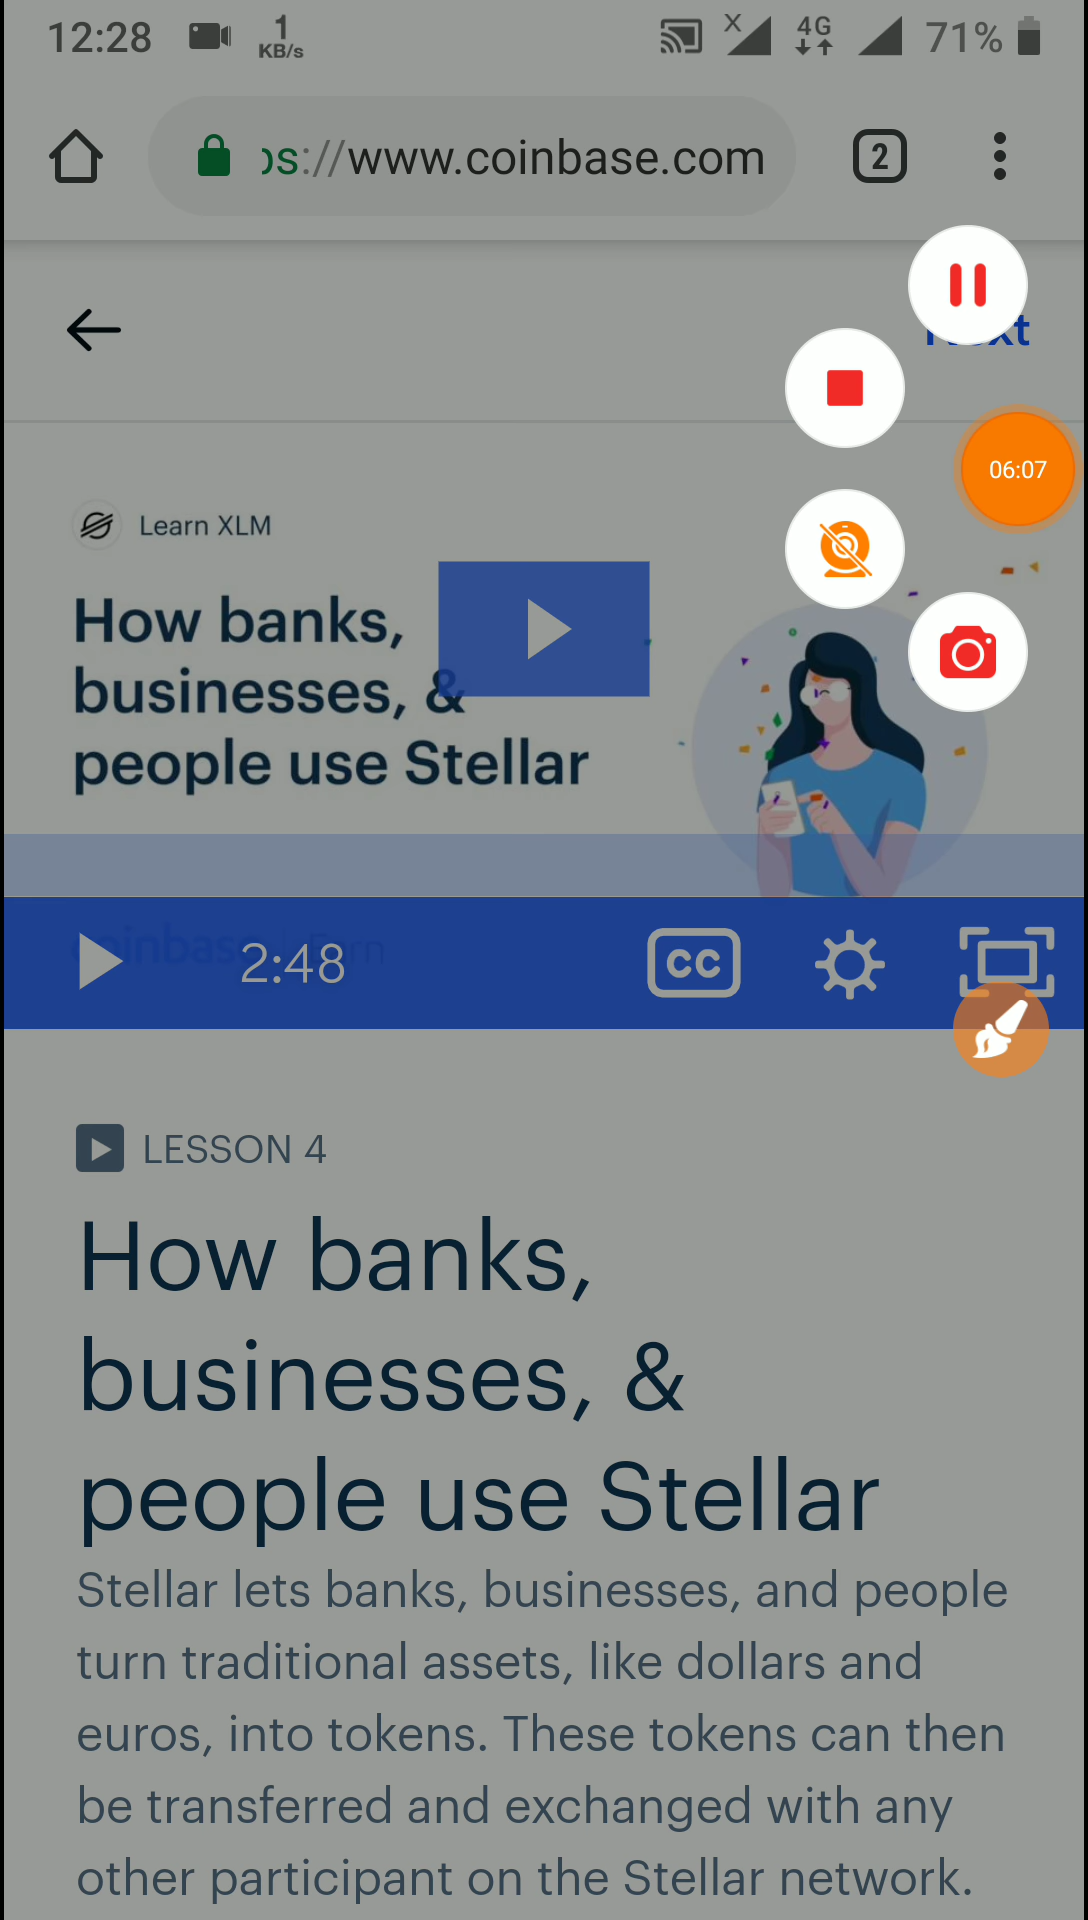 12:28
1
KB/s
X
4G
71%
://www.coinbase.com
2
06:07
Learn XLM
How banks,
businesses, &
people use Stellar
2:48
CC
LESSON 4
How banks,
businesses, &
people use Stellar
Stellar lets banks, businesses, and people
turn traditional assets, like dollars and
euros, into tokens. These tokens can then
be transferred and exchanged with any
other participant on the Stellar network.